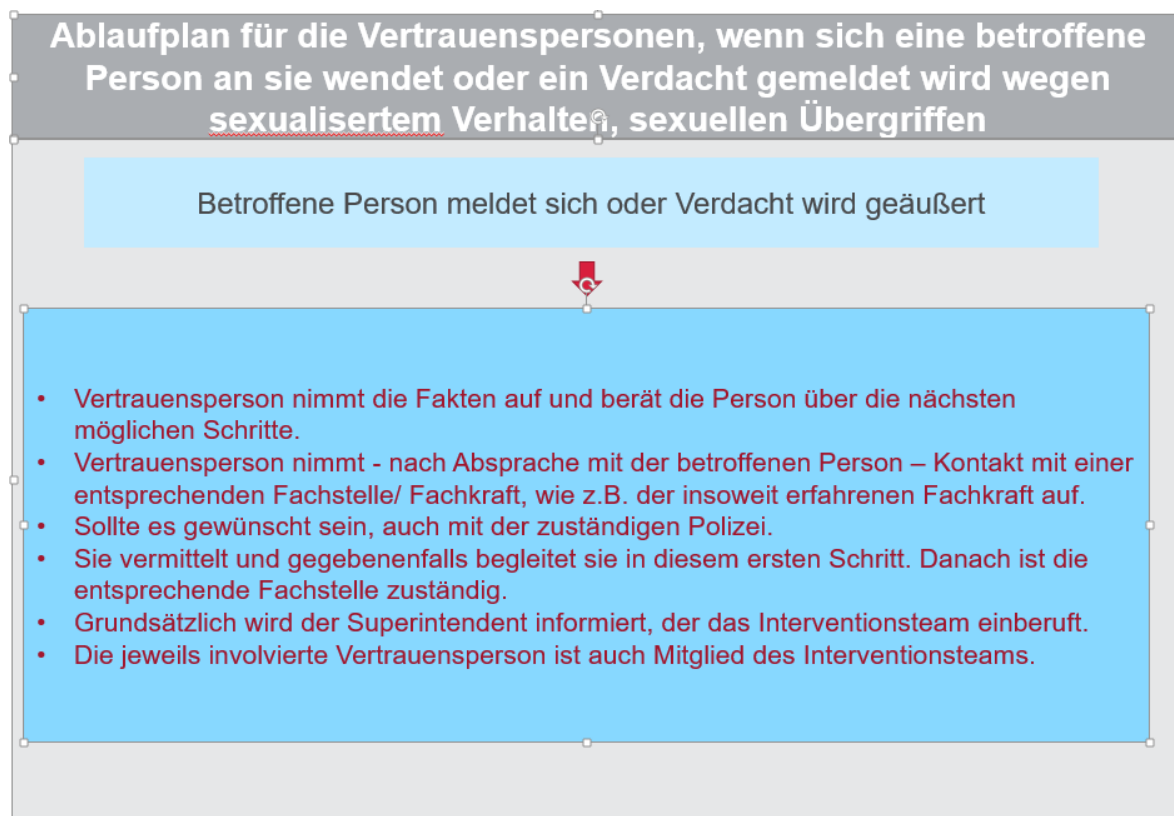 Ablaufplan für die Vertrauenspersonen, wenn sich eine betroffene
Person an sie wendet oder ein Verdacht gemeldet wird wegen
sexualisertem Verhalten, sexuellen Übergriffen
Betroffene Person meldet sich oder Verdacht wird geäußert
• Vertrauensperson nimmt die Fakten auf und berät die Person über die nächsten
möglichen Schritte.
• Vertrauensperson nimmt - nach Absprache mit der betroffenen Person – Kontakt mit einer
entsprechenden Fachstelle/ Fachkraft, wie z.B. der insoweit erfahrenen Fachkraft auf.
• Sollte es gewünscht sein, auch mit der zuständigen Polizei.
• Sie vermittelt und gegebenenfalls begleitet sie in diesem ersten Schritt. Danach ist die
entsprechende Fachstelle zuständig.
• Grundsätzlich wird der Superintendent informiert, der das Interventionsteam einberuft.
• Die jeweils involvierte Vertrauensperson ist auch Mitglied des Interventionsteams.